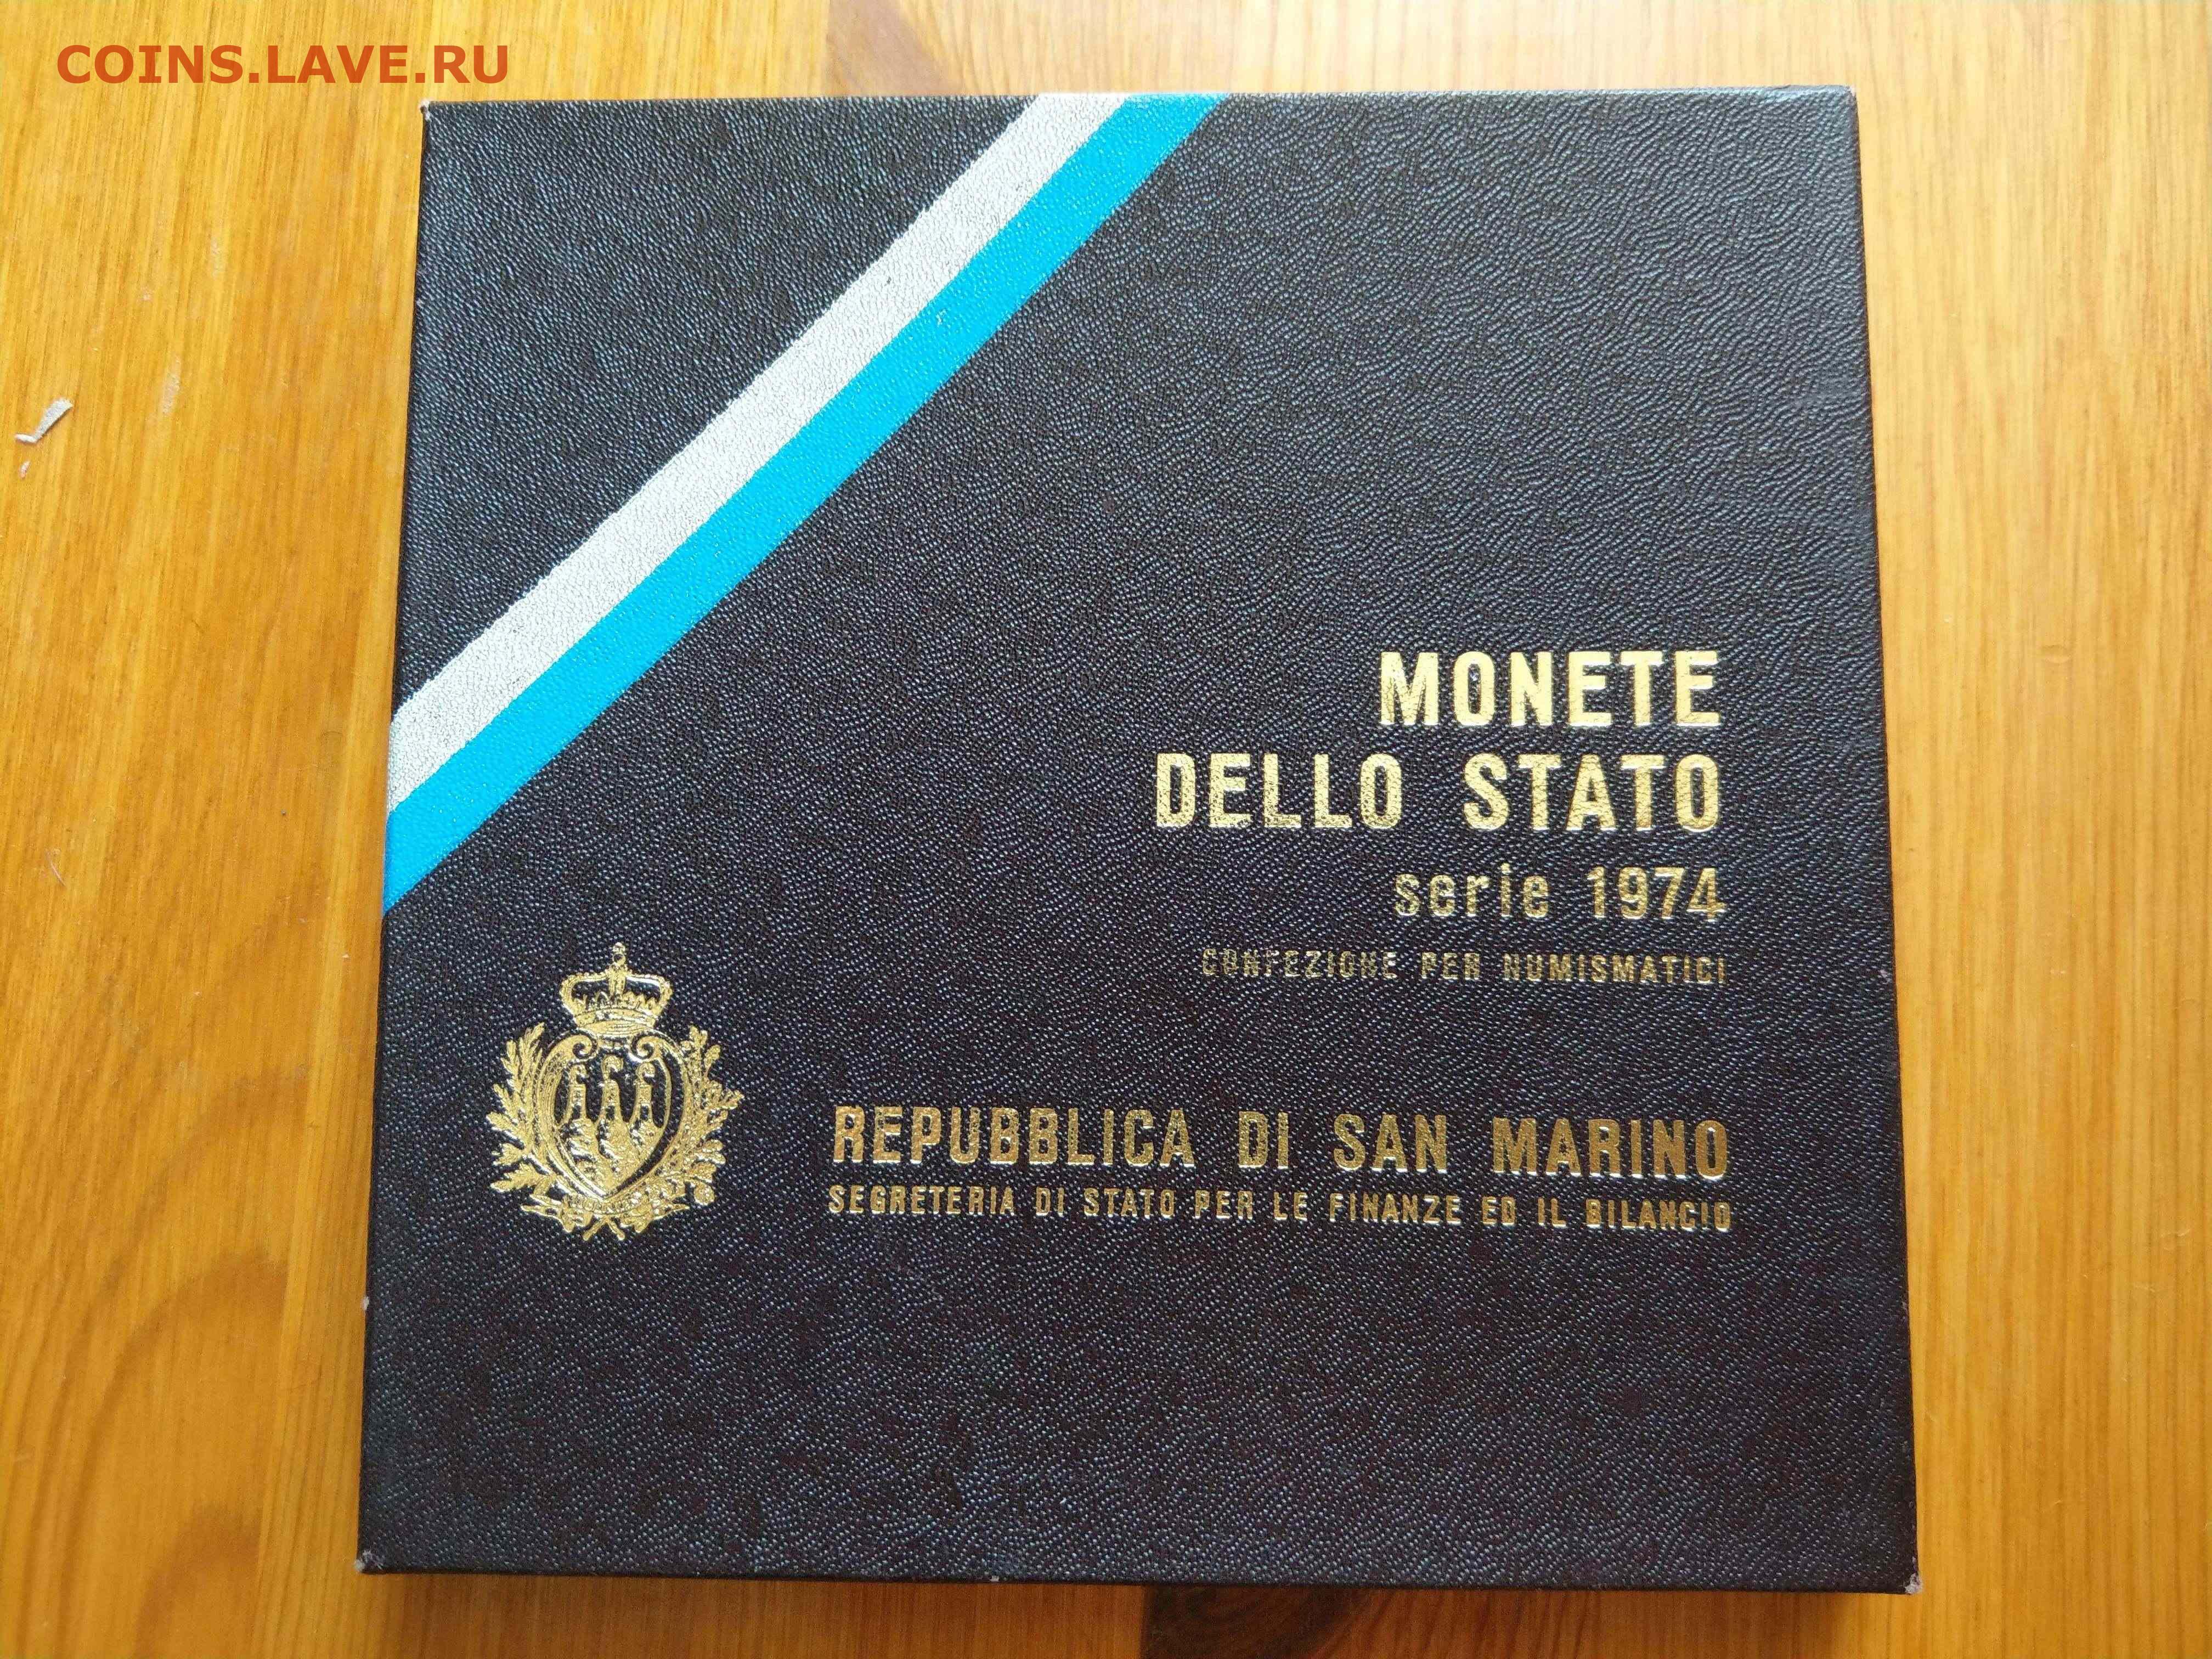 COINS.LAVE.RU
MONETE
DELLO STATO
serie 1974
CONFEZIONE PER NUMISMATICI
REPUBBLICA DI SAN MARINO
SEGRETERIA DI STATO PER LE FINANZE ED IL BILANCIO